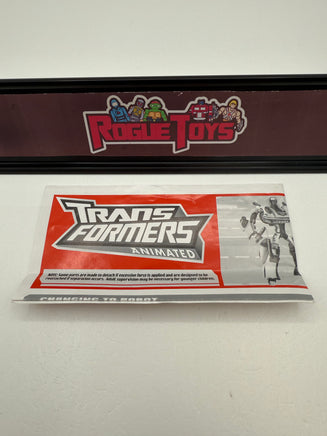 ROGUE TOYS
TRANS
FORMERS
ANIMATED
NOTE: Some parts are made to detach if excessive force is applied and are designed to be
reattached if separation occurs. Adult supervision may be necessary for younger children.
CHANGING TO ROBOT